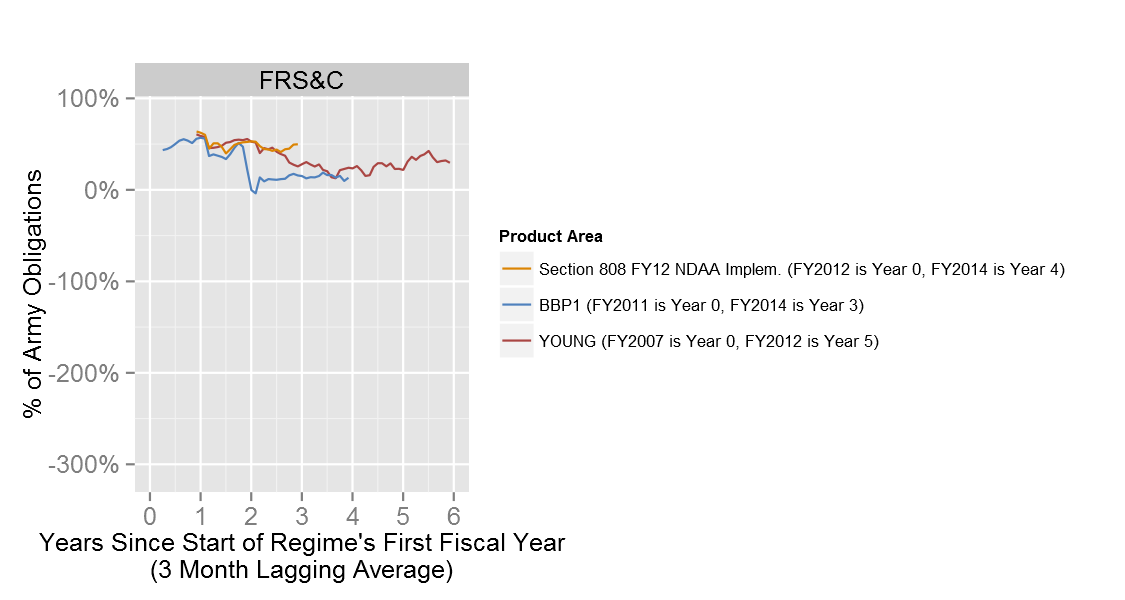 FRS&C
100%
0%
-100%
-200%
-300%
% of Army Obligations
0 1 2 3 4 5 6
Years Since Start of Regime's First Fiscal Year
(3 Month Lagging Average)
Product Area
Section 808 FY12 NDAA Implem. (FY2012 is Year 0, FY2014 is Year 4)
BBP1 (FY2011 is Year 0, FY2014 is Year 3)
YOUNG (FY2007 is Year 0, FY2012 is Year 5)